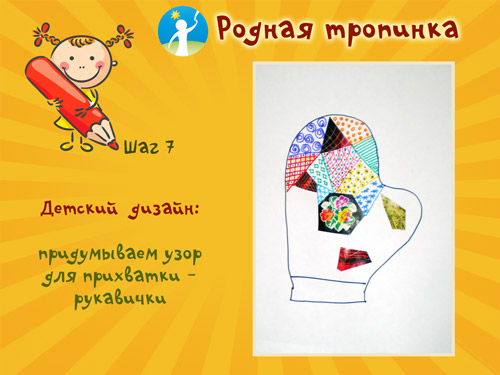 Родная тропинка
Шаг 7
Детский дизайн:
придумываем узор
для прихватки -
рукавички